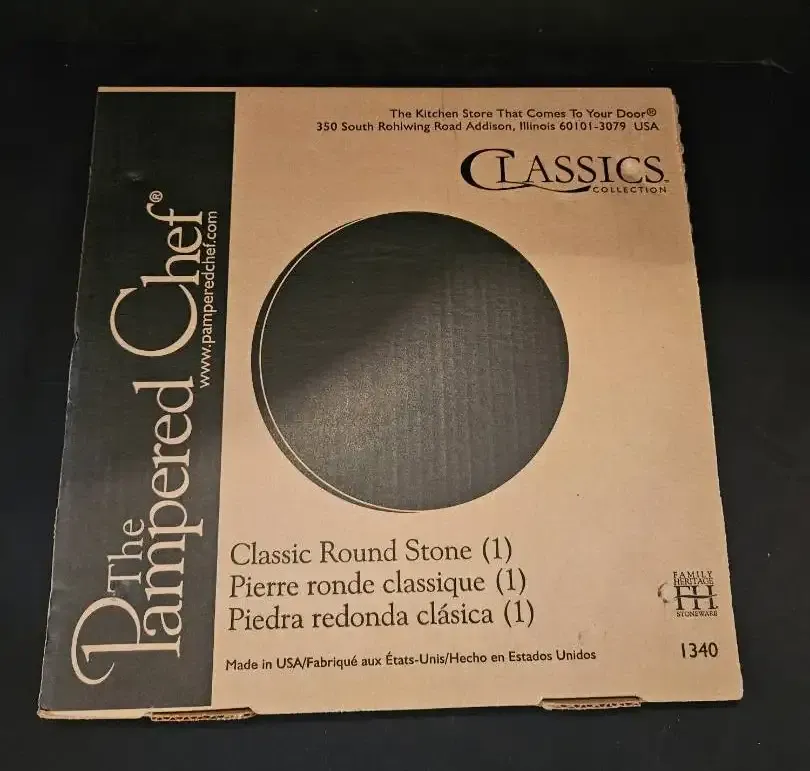 The Kitchen Store That Comes To Your Door®
350 South Rohlwing Road Addison, Illinois 60101-3079 USA
CLASSICS™
COLLECTION
The
Pampered Chef®
www.pamperedchef.com
Classic Round Stone (1)
Pierre ronde classique (1)
Piedra redonda clásica (1)
Made in USA/Fabriqué aux États-Unis/Hecho en Estados Unidos
FAMILY
HERITAGE
FH
STONEWARE
1340